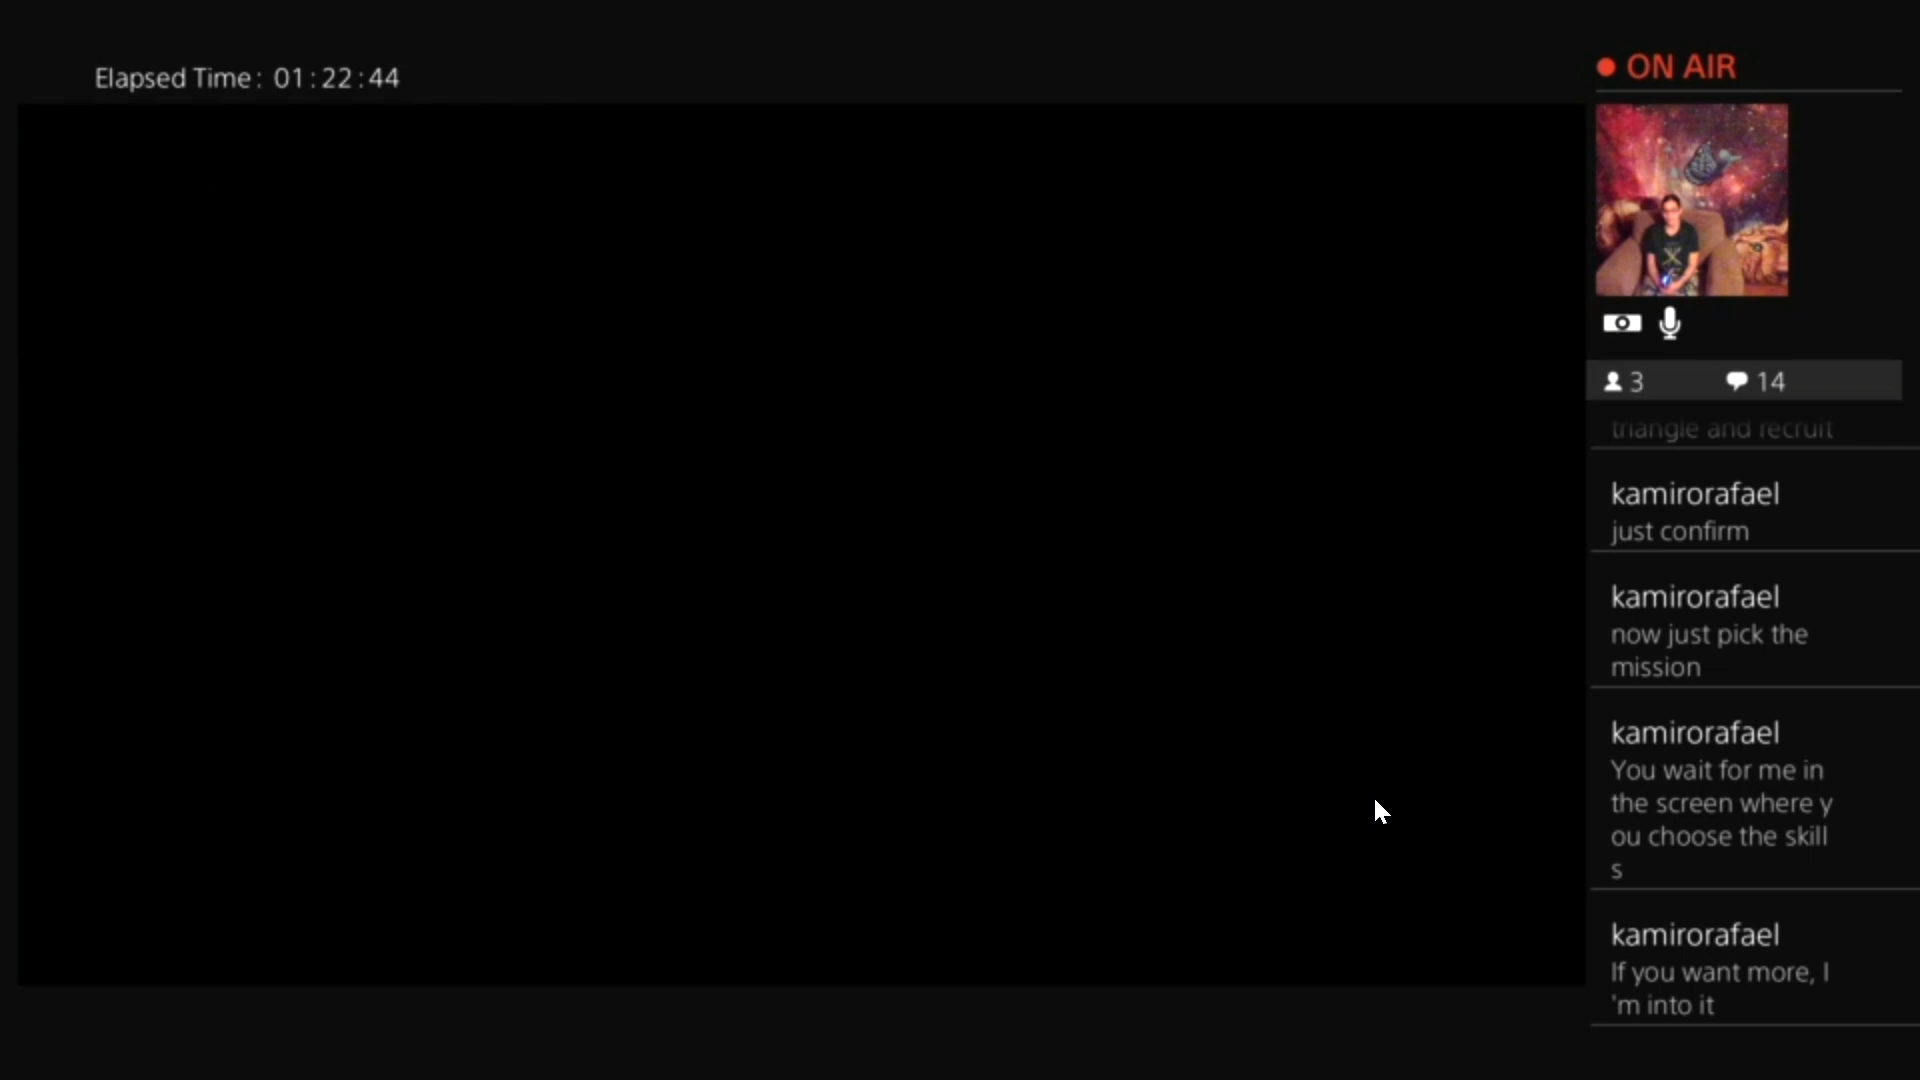 Elapsed Time: 01:22:44
ON AIR
3 14
triangle and recruit
kamirorafael
just confirm
kamirorafael
now just pick the
mission
kamirorafael
You wait for me in
the screen where y
ou choose the skill
s
kamirorafael
If you want more, I
'm into it